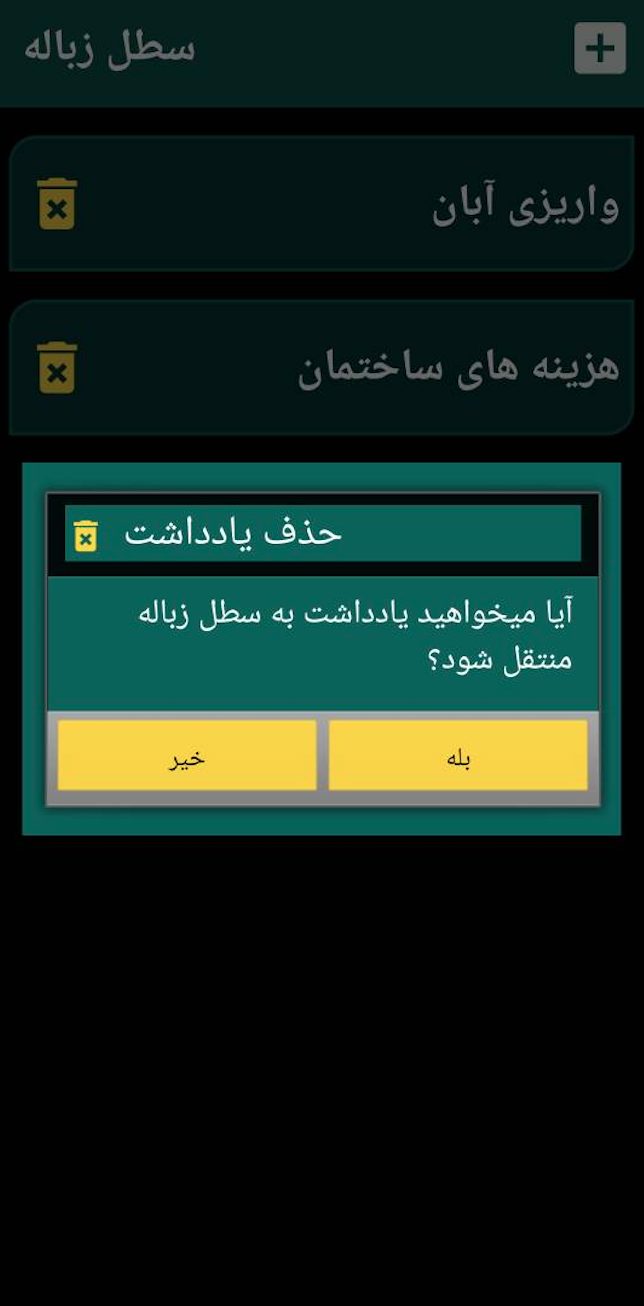 سطل زباله
واریزی آبان
هزینه های ساختمان
حذف یادداشت
آیا میخواهید یادداشت به سطل زباله
منتقل شود؟
بله
خیر